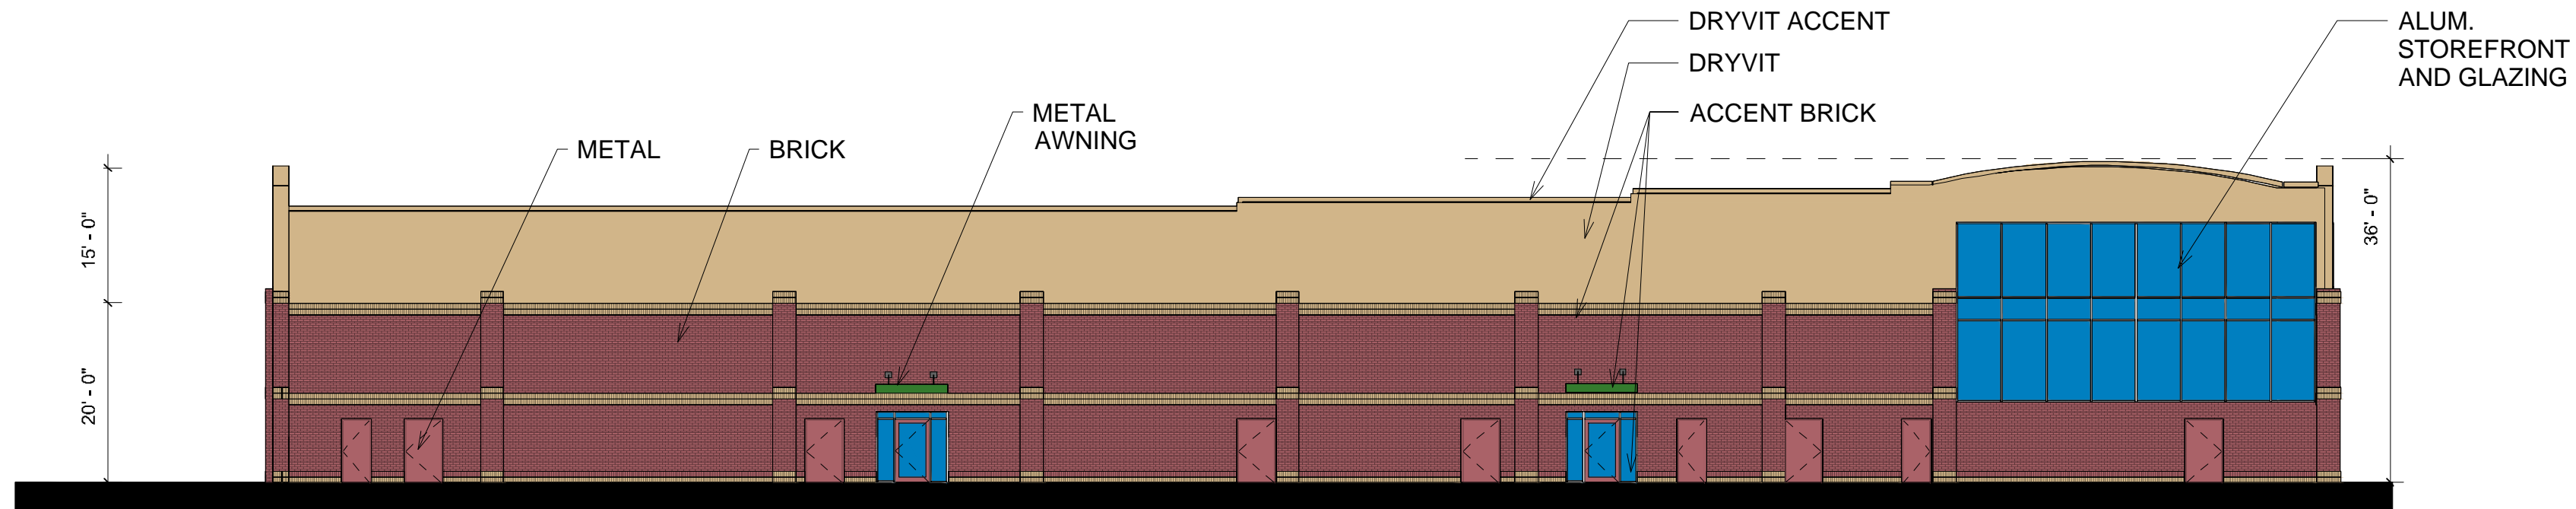 DRYVIT ACCENT
DRYVIT
ACCENT BRICK
ALUM.
STOREFRONT
AND GLAZING
METAL
AWNING
METAL
BRICK
15' - 0"
20' - 0"
36' - 0"